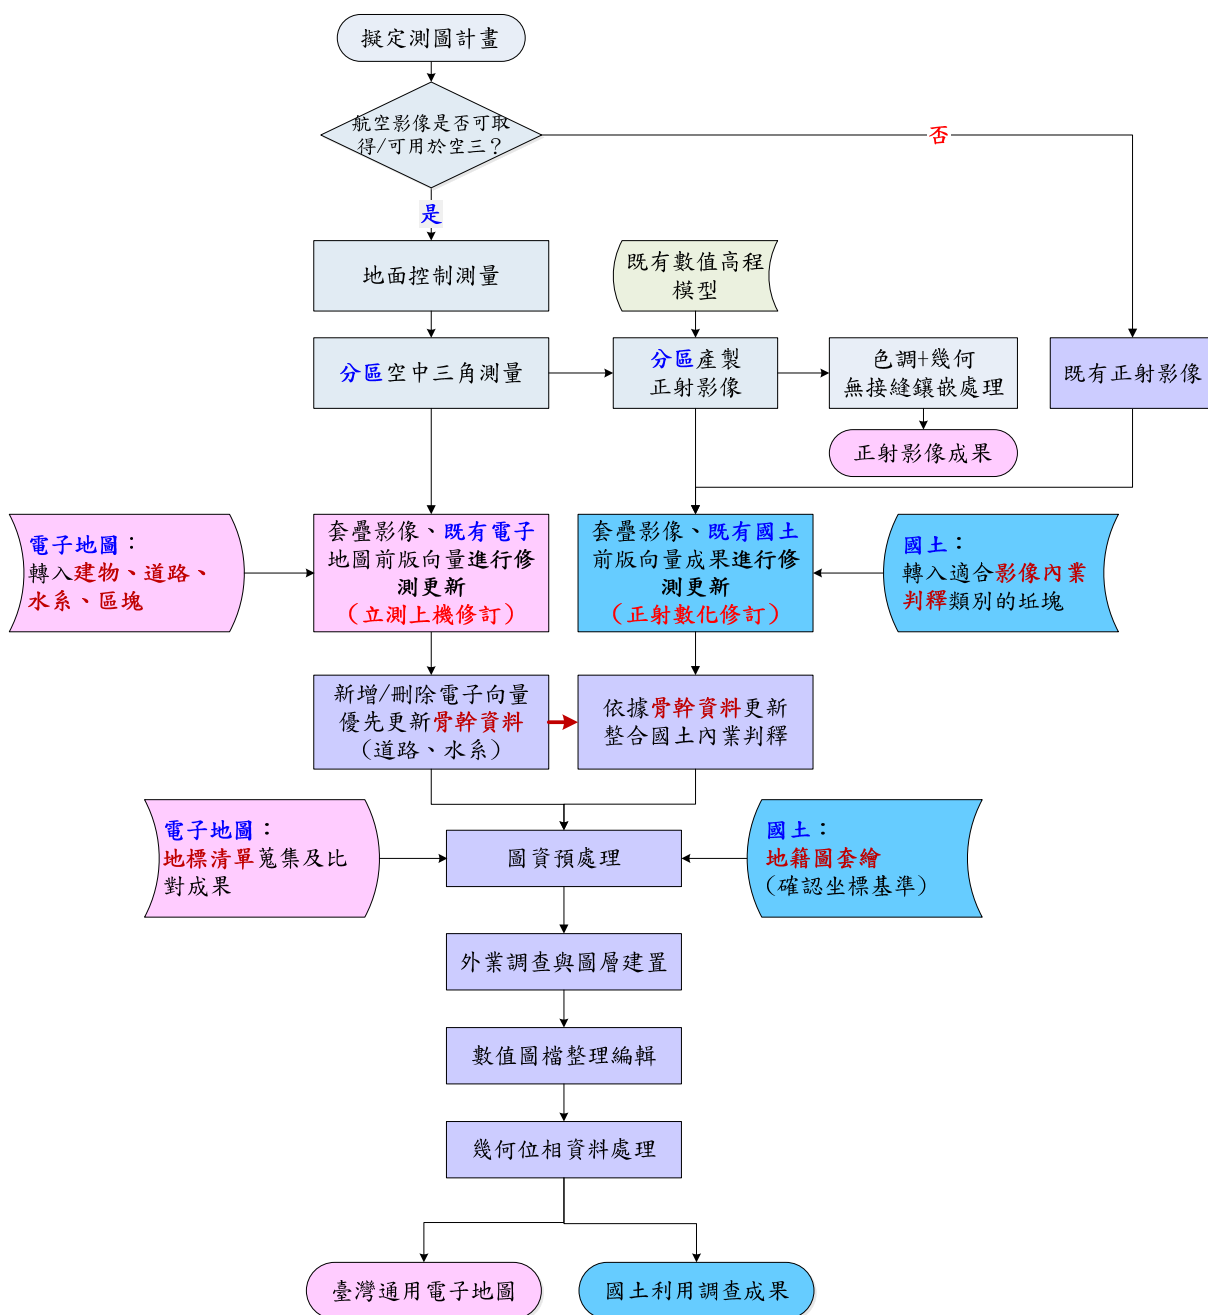 擬定測圖計畫
航空影像是否可取
得/可用於空三？
否
是
地面控制測量
既有數值高程
模型
分區空中三角測量
分區產製
正射影像
色調+幾何
無接縫鑲嵌處理
既有正射影像
正射影像成果
電子地圖：
轉入建物、道路、
水系、區塊
套疊影像、既有電子
地圖前版向量進行修
測更新
（立測上機修訂）
套疊影像、既有國土
前版向量成果進行修
測更新
（正射數化修訂）
國土：
轉入適合影像內業
判釋類別的坵塊
新增/刪除電子向量
優先更新骨幹資料
(道路、水系)
依據骨幹資料更新
整合國土內業判釋
電子地圖：
地標清單蒐集及比
對成果
圖資預處理
國土：
地籍圖套繪
(確認坐標基準)
外業調查與圖層建置
數值圖檔整理編輯
幾何位相資料處理
臺灣通用電子地圖
國土利用調查成果